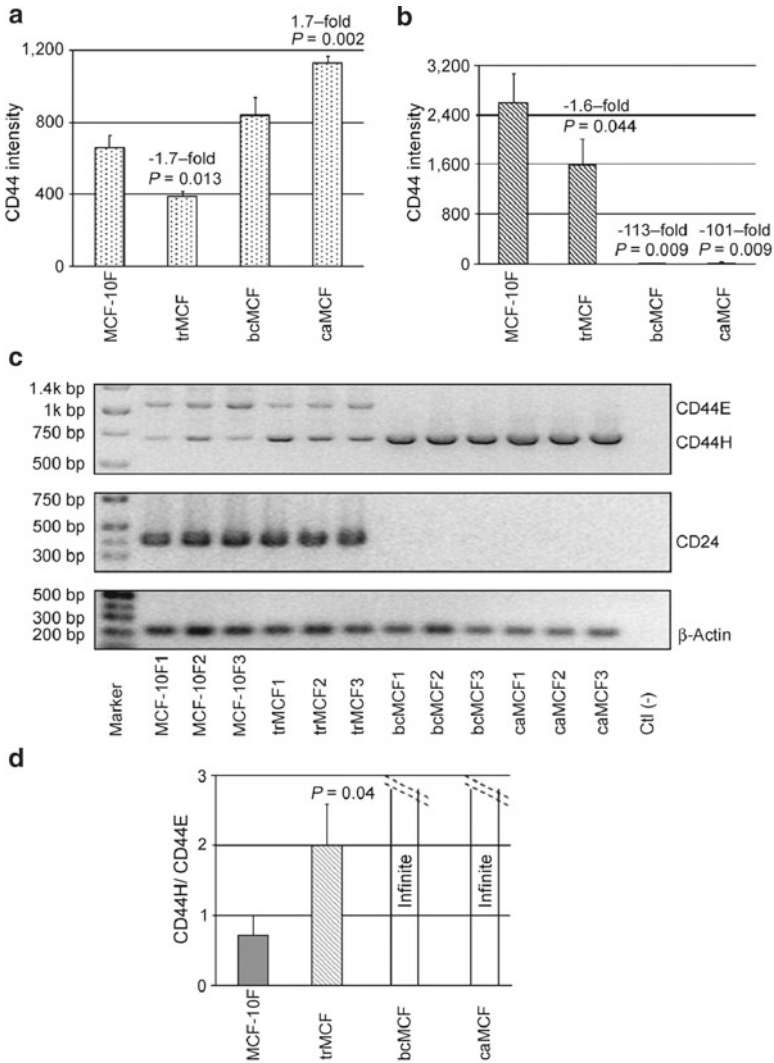 a
1.7–fold
P = 0.002
1,200
800
400
0
CD44 intensity
-1.7–fold
P = 0.013
MCF-10F
trMCF
bcMCF
caMCF
b
3,200
2,400
1,600
800
0
CD44 intensity
-1.6–fold
P = 0.044
-113–fold
P = 0.009
-101–fold
P = 0.009
MCF-10F
trMCF
bcMCF
caMCF
c
1.4k bp
1k bp
750 bp
500 bp
CD44E
CD44H
750 bp
500 bp
300 bp
CD24
500 bp
300 bp
200 bp
β-Actin
Marker
MCF-10F1
MCF-10F2
MCF-10F3
trMCF1
trMCF2
trMCF3
bcMCF1
bcMCF2
bcMCF3
caMCF1
caMCF2
caMCF3
Ctl (-)
d
3
2
1
0
CD44H/ CD44E
P = 0.04
Infinite
Infinite
MCF-10F
trMCF
bcMCF
caMCF